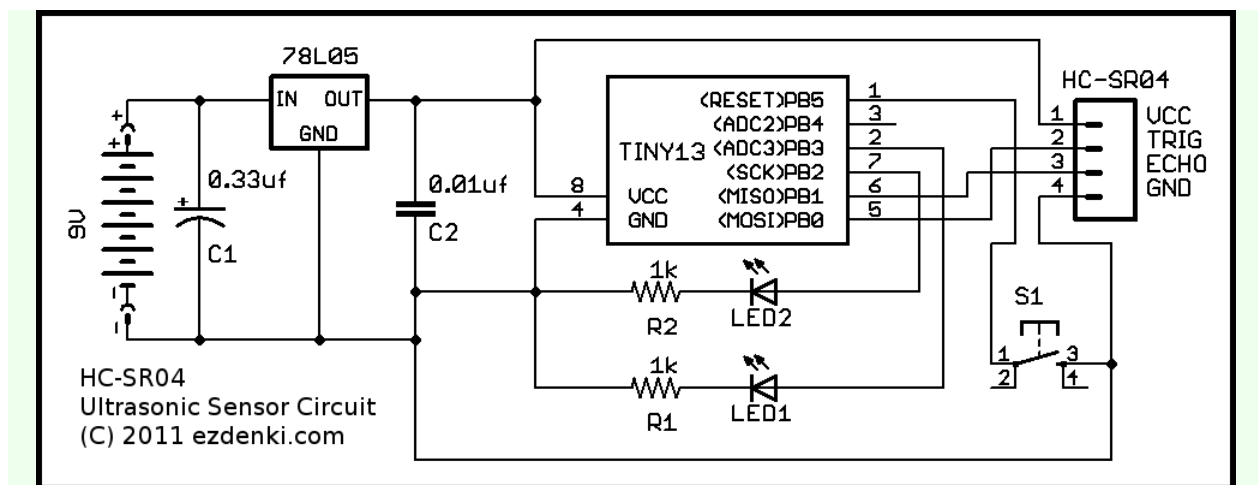 78L05
IN OUT
GND
+
+
9V
-
-
0.33uf
+
C1
0.01uf
C2
TINY13
8 VCC
4 GND
(RESET)PB5 1
(ADC2)PB4 3
(ADC3)PB3 2
(SCK)PB2 7
(MISO)PB1 6
(MOSI)PB0 5
HC-SR04
1 VCC
2 TRIG
3 ECHO
4 GND
1k
R2
LED2
1k
R1
LED1
S1
1 3
2 4
HC-SR04
Ultrasonic Sensor Circuit
(C) 2011 ezdenki.com